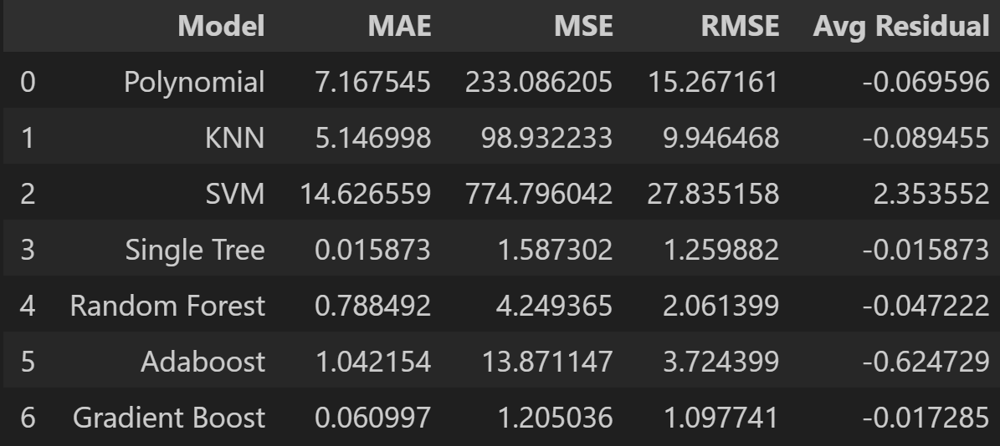 Model MAE MSE RMSE Avg Residual
0 Polynomial 7.167545 233.086205 15.267161 -0.069596
1 KNN 5.146998 98.932233 9.946468 -0.089455
2 SVM 14.626559 774.796042 27.835158 2.353552
3 Single Tree 0.015873 1.587302 1.259882 -0.015873
4 Random Forest 0.788492 4.249365 2.061399 -0.047222
5 Adaboost 1.042154 13.871147 3.724399 -0.624729
6 Gradient Boost 0.060997 1.205036 1.097741 -0.017285